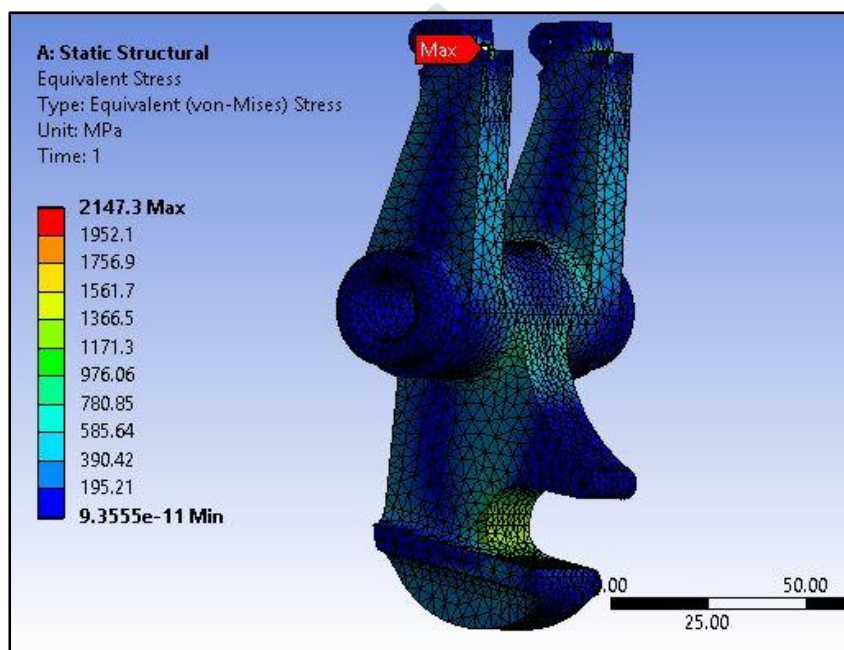 A: Static Structural
Equivalent Stress
Type: Equivalent (von-Mises) Stress
Unit: MPa
Time: 1
Max
2147.3 Max
1952.1
1756.9
1561.7
1366.5
1171.3
976.06
780.85
585.64
390.42
195.21
9.3555e-11 Min
.00
50.00
25.00